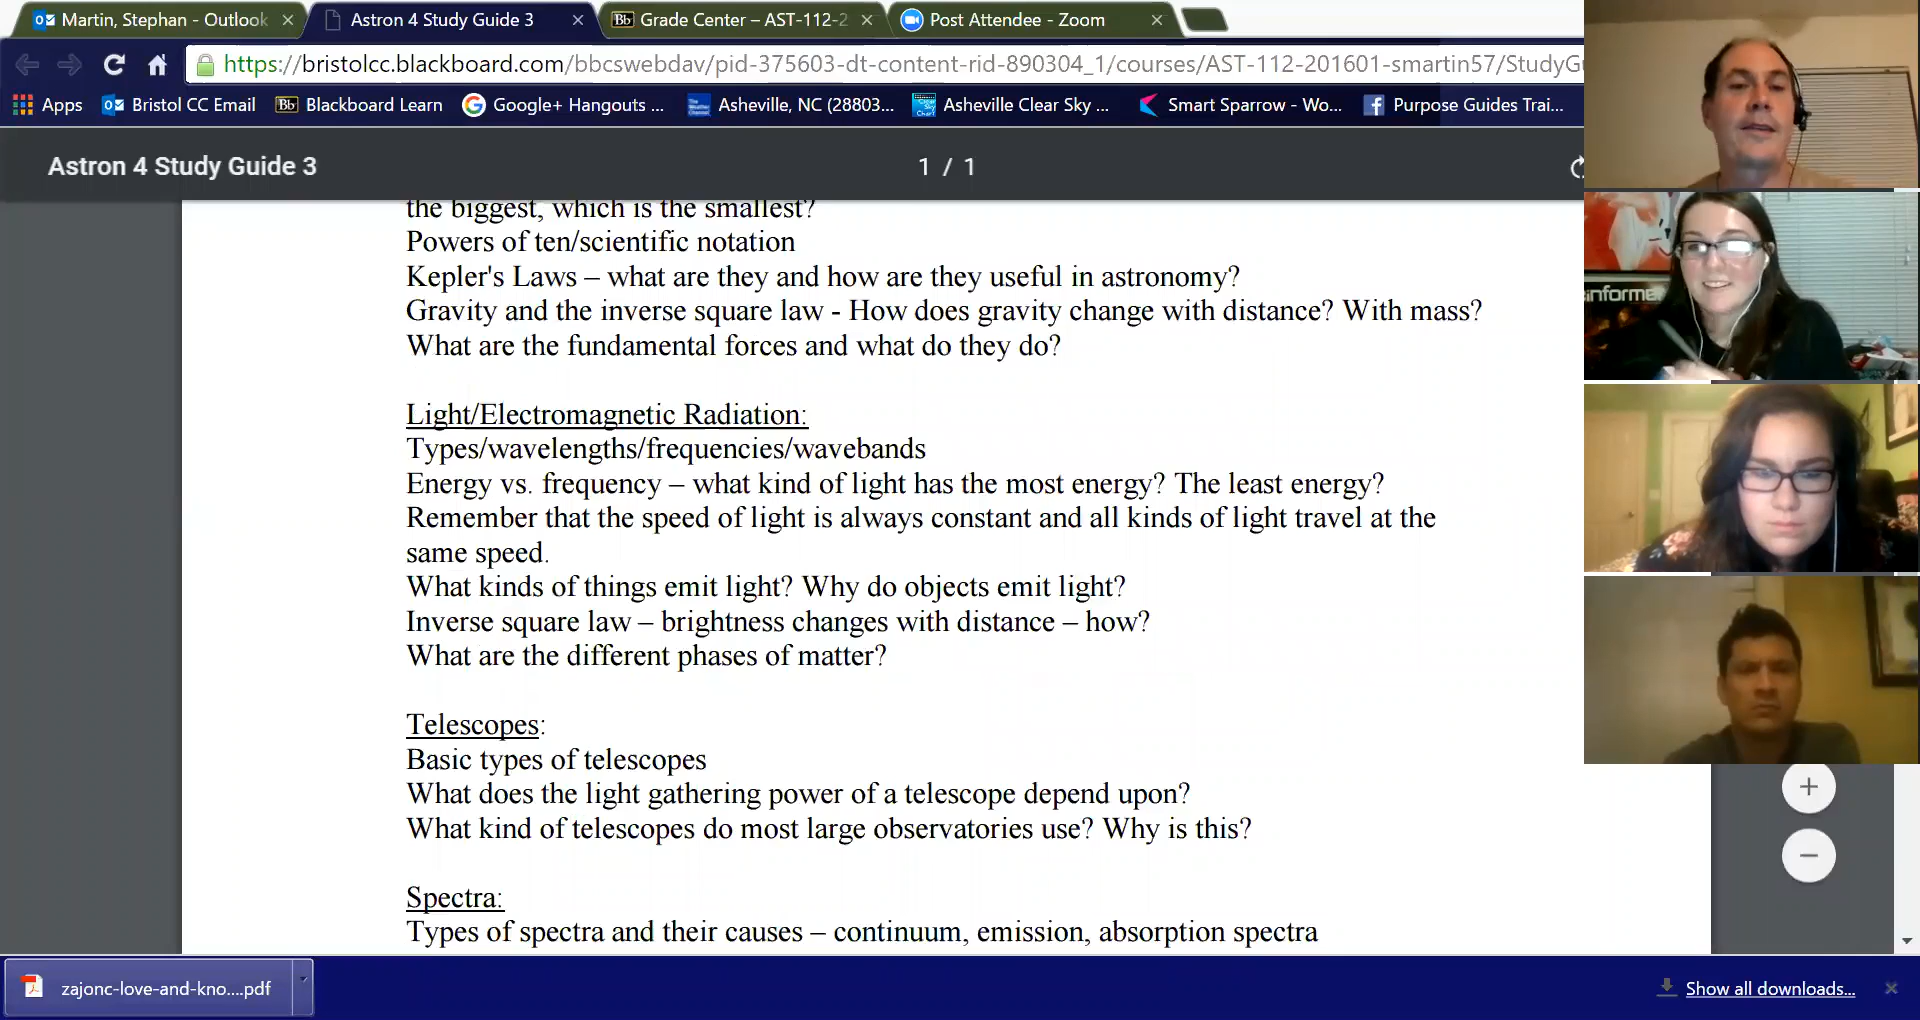 Martin, Stephan - Outlook
Astron 4 Study Guide 3
Bb Grade Center – AST-112-2
Post Attendee - Zoom
https://bristolcc.blackboard.com/bbcswebdav/pid-375603-dt-content-rid-890304_1/courses/AST-112-201601-smartin57/StudyG
Apps
Bristol CC Email
Bb Blackboard Learn
Google+ Hangouts ...
Asheville, NC (28803...
Asheville Clear Sky ...
Smart Sparrow - Wo...
Purpose Guides Trai...
Astron 4 Study Guide 3
1 / 1
the biggest, which is the smallest?
Powers of ten/scientific notation
Kepler's Laws – what are they and how are they useful in astronomy?
Gravity and the inverse square law - How does gravity change with distance? With mass?
What are the fundamental forces and what do they do?
Light/Electromagnetic Radiation:
Types/wavelengths/frequencies/wavebands
Energy vs. frequency – what kind of light has the most energy? The least energy?
Remember that the speed of light is always constant and all kinds of light travel at the
same speed.
What kinds of things emit light? Why do objects emit light?
Inverse square law – brightness changes with distance – how?
What are the different phases of matter?
Telescopes:
Basic types of telescopes
What does the light gathering power of a telescope depend upon?
What kind of telescopes do most large observatories use? Why is this?
Spectra:
Types of spectra and their causes – continuum, emission, absorption spectra
zajonc-love-and-kno....pdf
Show all downloads...